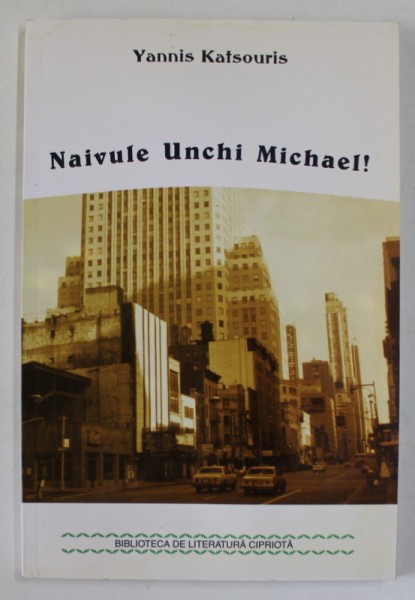 Yannis Katsouris
Naivule Unchi Michael!
BIBLIOTECA DE LITERATURĂ CIPRIOTĂ